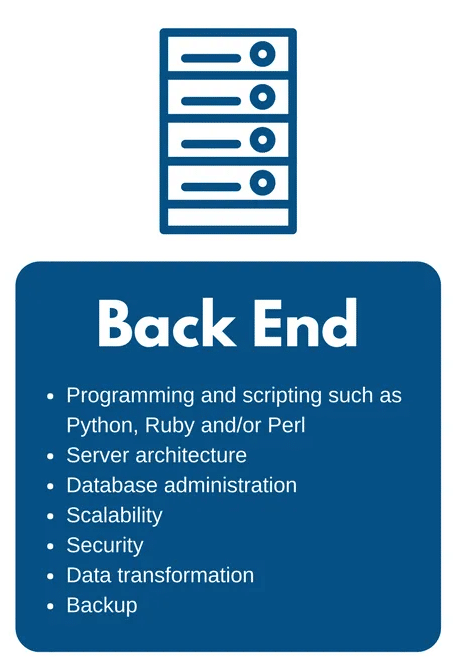 Back End
• Programming and scripting such as
Python, Ruby and/or Perl
• Server architecture
• Database administration
• Scalability
• Security
• Data transformation
• Backup